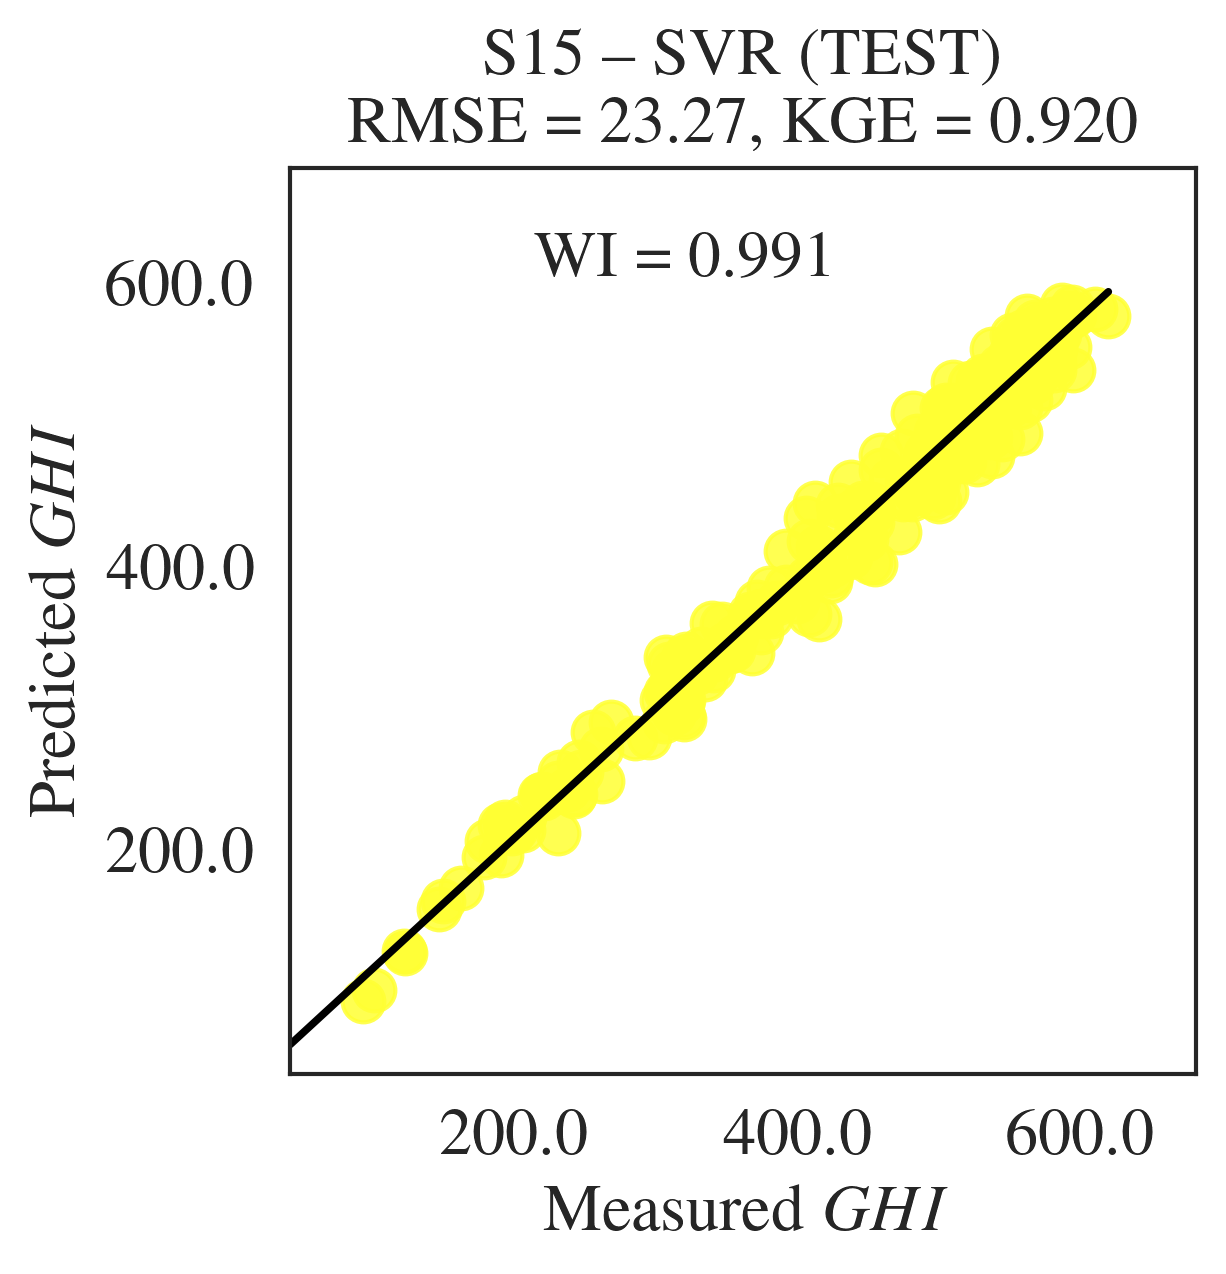 S15 – SVR (TEST)
RMSE = 23.27, KGE = 0.920
WI = 0.991
600.0
400.0
200.0
Predicted GHI
200.0 400.0 600.0
Measured GHI